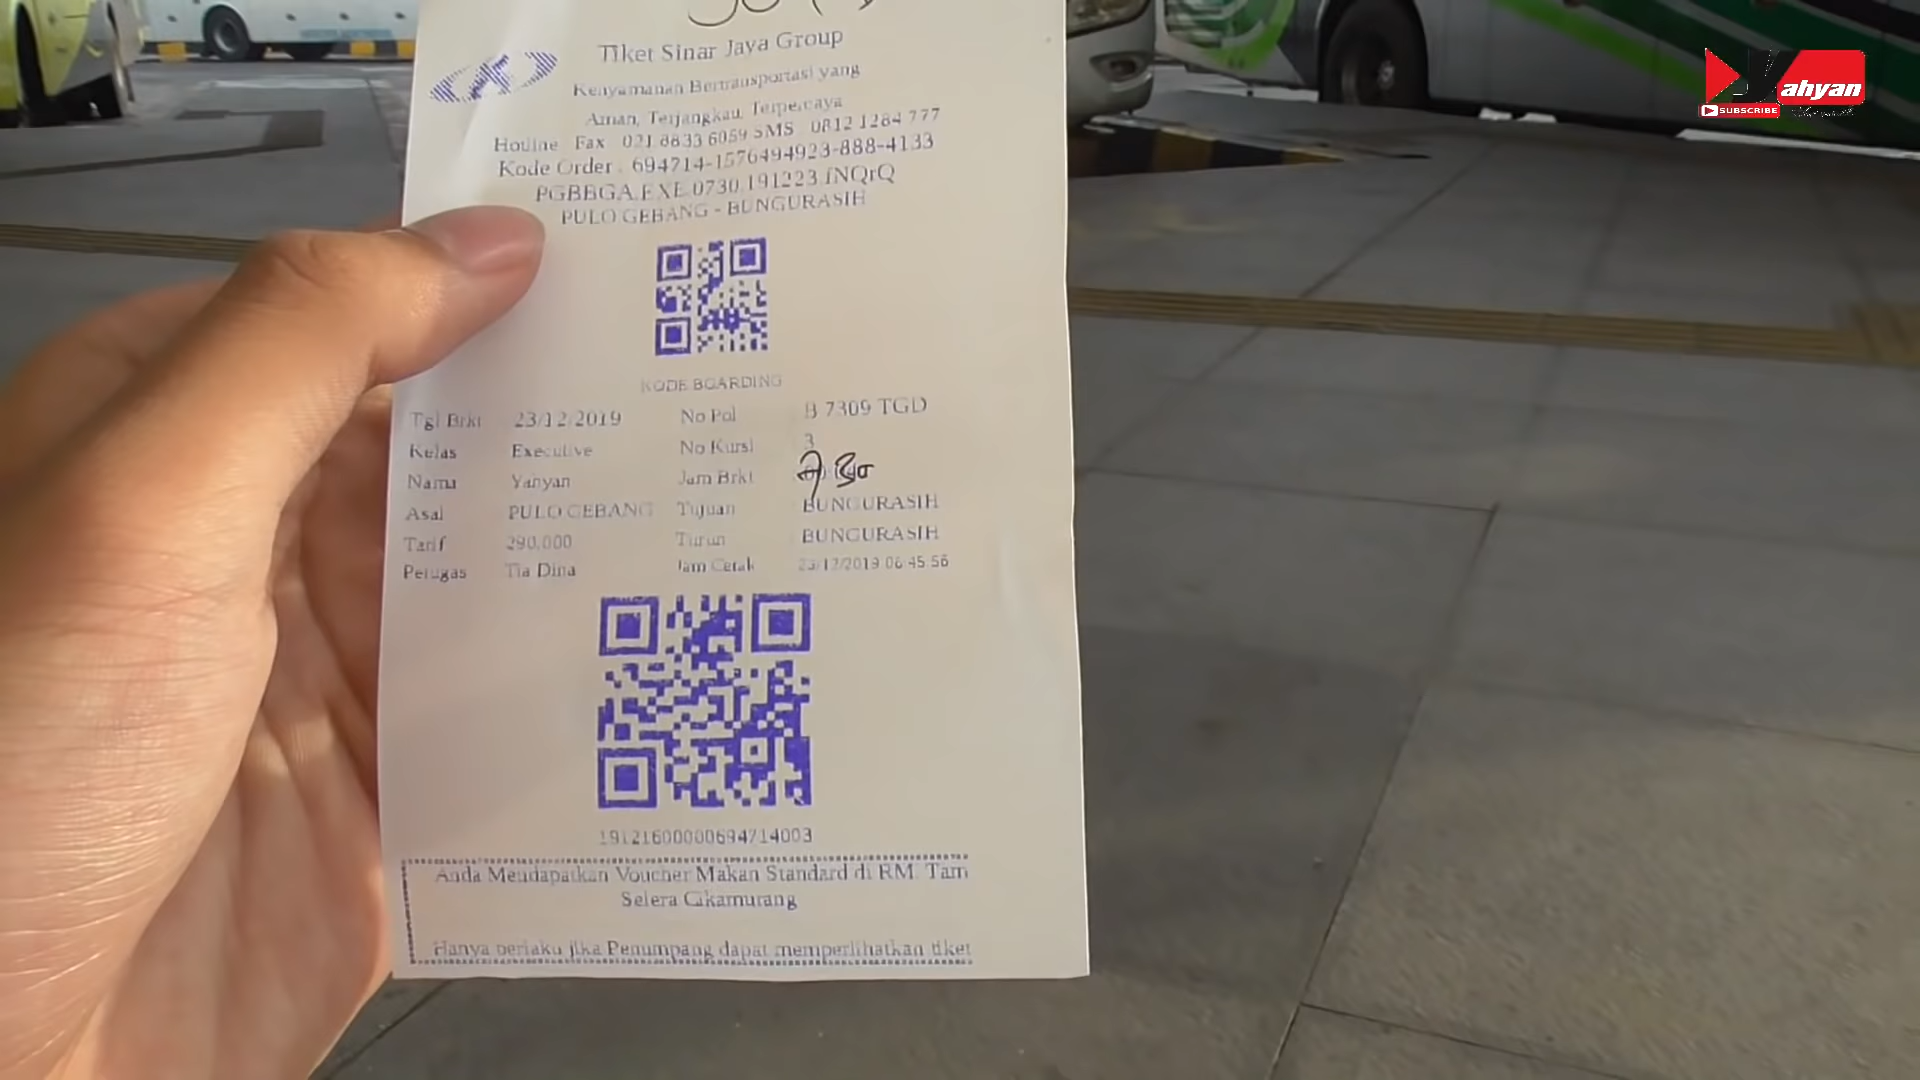 Tiket Sinar Jaya Group
Kenyamanan Bertransportasi yang
Aman, Terjangkau, Terpercaya
Hotline Fax 021 8833 6059 SMS 0812 1284 777
Kode Order : 694714-1576494923-888-4133
PGBBGA.EXE.0730.191223.INQrQ
PULO GEBANG - BUNGURASIH
KODE BOARDING
Tgl Brkt 23/12/2019 No Pol B 7309 TGD
Kelas Executive No Kursi 3
Nama Yahyan Jam Brkt 7 30
Asal PULO GEBANG Tujuan BUNGURASIH
Tarif 290,000 Turun BUNGURASIH
Petugas Tia Dina Jam Cetak 23/12/2019 06:45:56
19121600000694714003
Anda Mendapatkan Voucher Makan Standard di RM. Tam
Selera Cikamurang
Hanya berlaku jika Penumpang dapat memperlihatkan tiket
Yahyan
SUBSCRIBE